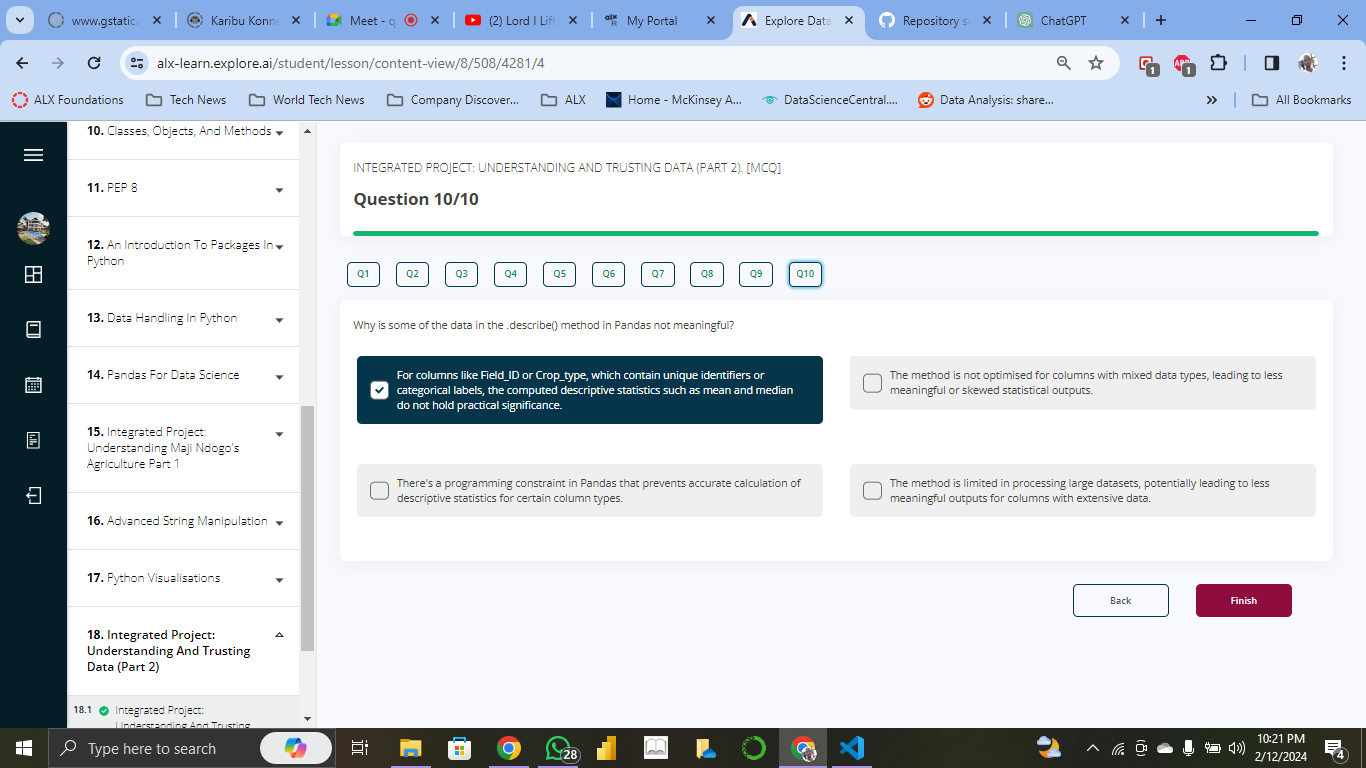 www.gstatic.
Karibu Konne
Meet - q
(2) Lord I Lift
My Portal
Explore Data
Repository s
ChatGPT
alx-learn.explore.ai/student/lesson/content-view/8/508/4281/4
1
1
ALX Foundations
Tech News
World Tech News
Company Discover...
ALX
Home - McKinsey A...
DataScienceCentral....
Data Analysis: share...
All Bookmarks
10. Classes, Objects, And Methods
11. PEP 8
12. An Introduction To Packages In
Python
13. Data Handling In Python
14. Pandas For Data Science
15. Integrated Project:
Understanding Maji Ndogo's
Agriculture Part 1
16. Advanced String Manipulation
17. Python Visualisations
18. Integrated Project:
Understanding And Trusting
Data (Part 2)
18.1 Integrated Project:
Understanding And Trusting
INTEGRATED PROJECT: UNDERSTANDING AND TRUSTING DATA (PART 2). [MCQ]
Question 10/10
Q1 Q2 Q3 Q4 Q5 Q6 Q7 Q8 Q9 Q10
Why is some of the data in the .describe() method in Pandas not meaningful?
For columns like Field_ID or Crop_type, which contain unique identifiers or
categorical labels, the computed descriptive statistics such as mean and median
do not hold practical significance.
The method is not optimised for columns with mixed data types, leading to less
meaningful or skewed statistical outputs.
There's a programming constraint in Pandas that prevents accurate calculation of
descriptive statistics for certain column types.
The method is limited in processing large datasets, potentially leading to less
meaningful outputs for columns with extensive data.
Back
Finish
Type here to search
28
10:21 PM
2/12/2024
4